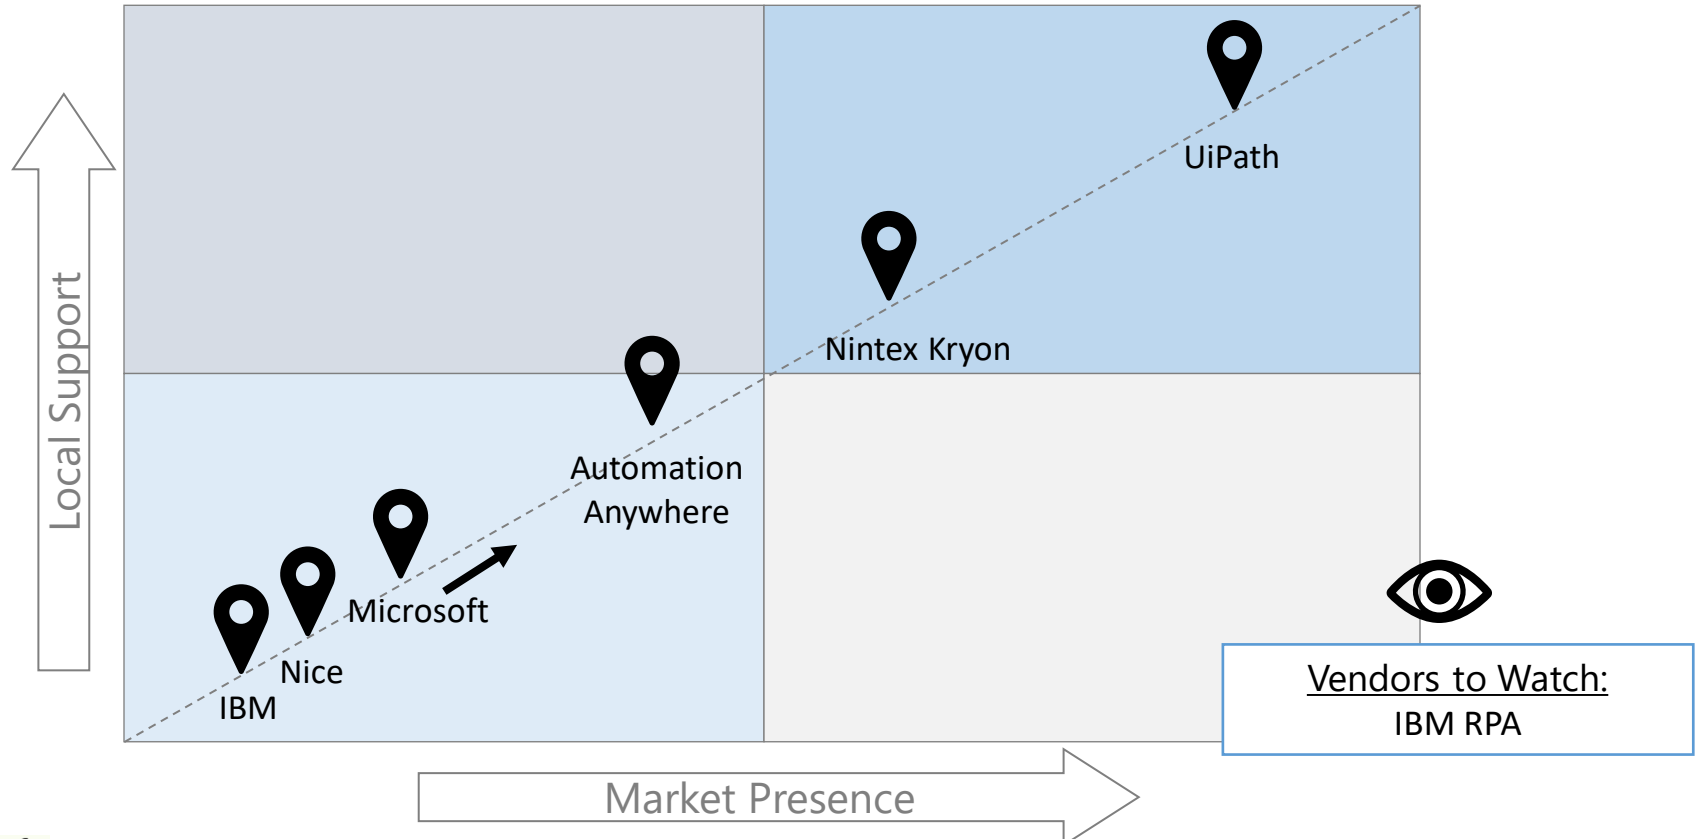 UiPath
Nintex Kryon
Automation
Anywhere
Microsoft
Nice
IBM
Local Support
Market Presence
Vendors to Watch:
IBM RPA